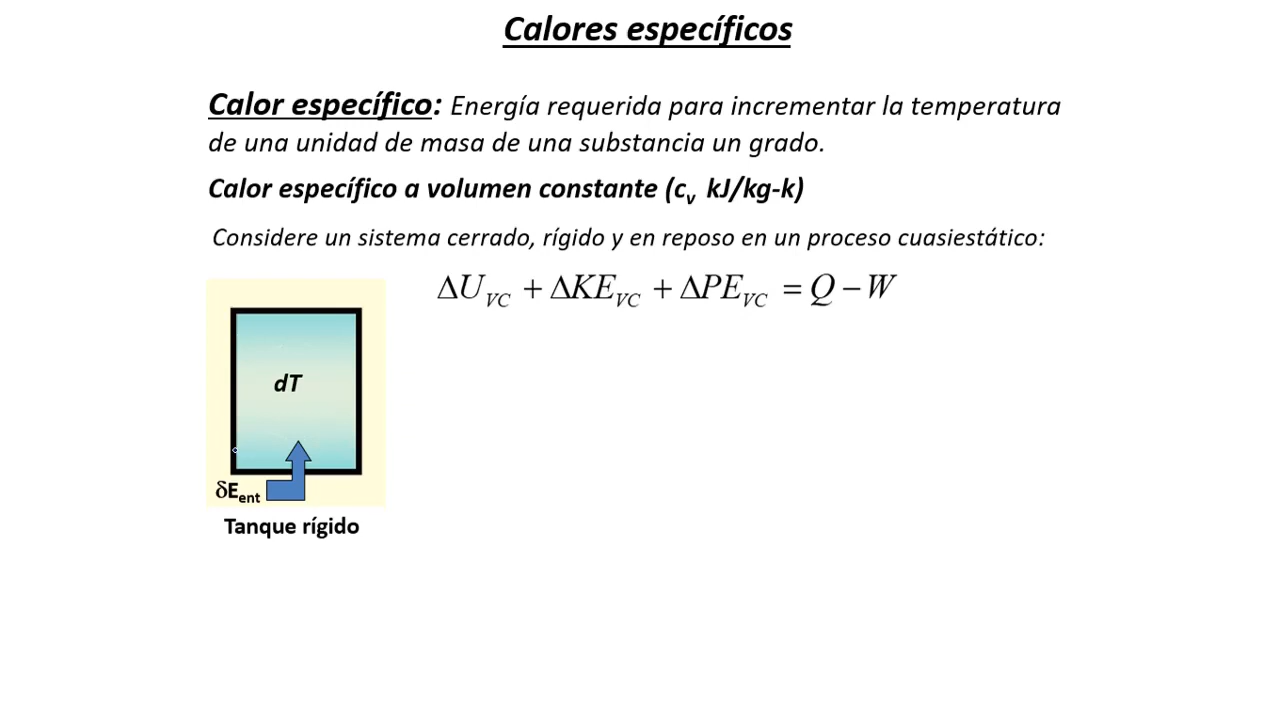 Calores específicos
Calor específico: Energía requerida para incrementar la temperatura
de una unidad de masa de una substancia un grado.
Calor específico a volumen constante (cv kJ/kg-k)
Considere un sistema cerrado, rígido y en reposo en un proceso cuasiestático:
ΔU_VC + ΔKE_VC + ΔPE_VC = Q − W
dT
δEent
Tanque rígido